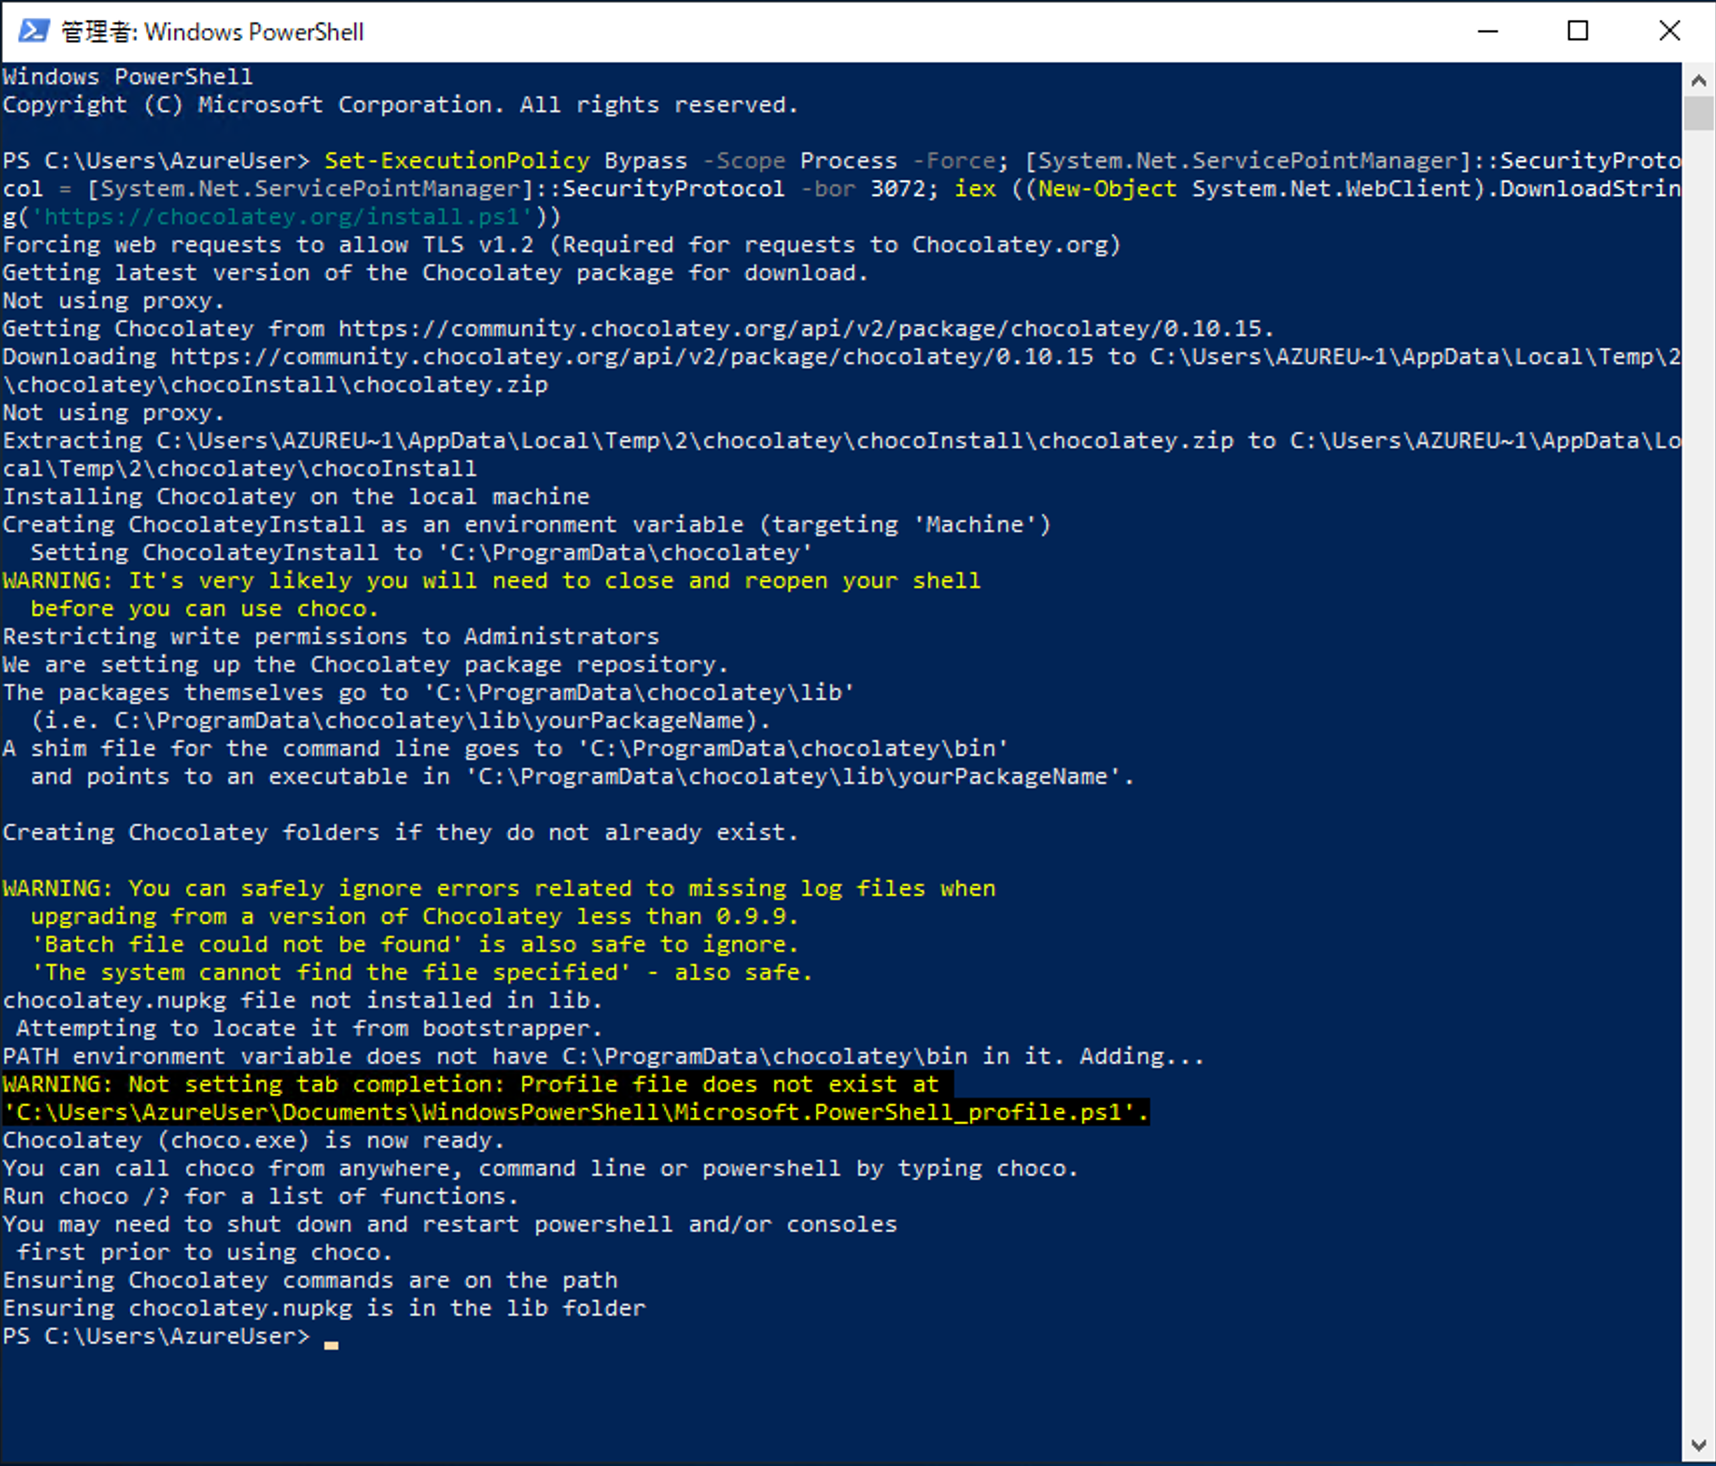 管理者: Windows PowerShell
Windows PowerShell
Copyright (C) Microsoft Corporation. All rights reserved.
PS C:\Users\AzureUser> Set-ExecutionPolicy Bypass -Scope Process -Force; [System.Net.ServicePointManager]::SecurityProto
col = [System.Net.ServicePointManager]::SecurityProtocol -bor 3072; iex ((New-Object System.Net.WebClient).DownloadStrin
g('https://chocolatey.org/install.ps1'))
Forcing web requests to allow TLS v1.2 (Required for requests to Chocolatey.org)
Getting latest version of the Chocolatey package for download.
Not using proxy.
Getting Chocolatey from https://community.chocolatey.org/api/v2/package/chocolatey/0.10.15.
Downloading https://community.chocolatey.org/api/v2/package/chocolatey/0.10.15 to C:\Users\AZUREU~1\AppData\Local\Temp\2
\chocolatey\chocoInstall\chocolatey.zip
Not using proxy.
Extracting C:\Users\AZUREU~1\AppData\Local\Temp\2\chocolatey\chocoInstall\chocolatey.zip to C:\Users\AZUREU~1\AppData\Lo
cal\Temp\2\chocolatey\chocoInstall
Installing Chocolatey on the local machine
Creating ChocolateyInstall as an environment variable (targeting 'Machine')
  Setting ChocolateyInstall to 'C:\ProgramData\chocolatey'
WARNING: It's very likely you will need to close and reopen your shell
  before you can use choco.
Restricting write permissions to Administrators
We are setting up the Chocolatey package repository.
The packages themselves go to 'C:\ProgramData\chocolatey\lib'
  (i.e. C:\ProgramData\chocolatey\lib\yourPackageName).
A shim file for the command line goes to 'C:\ProgramData\chocolatey\bin'
  and points to an executable in 'C:\ProgramData\chocolatey\lib\yourPackageName'.
Creating Chocolatey folders if they do not already exist.
WARNING: You can safely ignore errors related to missing log files when
  upgrading from a version of Chocolatey less than 0.9.9.
  'Batch file could not be found' is also safe to ignore.
  'The system cannot find the file specified' - also safe.
chocolatey.nupkg file not installed in lib.
 Attempting to locate it from bootstrapper.
PATH environment variable does not have C:\ProgramData\chocolatey\bin in it. Adding...
WARNING: Not setting tab completion: Profile file does not exist at
'C:\Users\AzureUser\Documents\WindowsPowerShell\Microsoft.PowerShell_profile.ps1'.
Chocolatey (choco.exe) is now ready.
You can call choco from anywhere, command line or powershell by typing choco.
Run choco /? for a list of functions.
You may need to shut down and restart powershell and/or consoles
 first prior to using choco.
Ensuring Chocolatey commands are on the path
Ensuring chocolatey.nupkg is in the lib folder
PS C:\Users\AzureUser>